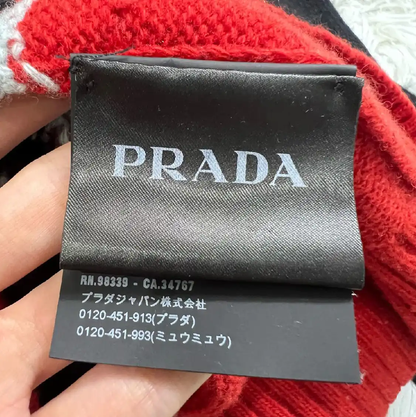 PRADA
RN.98339 - CA.34767
プラダジャパン株式会社
0120-451-913(プラダ)
0120-451-993(ミュウミュウ)